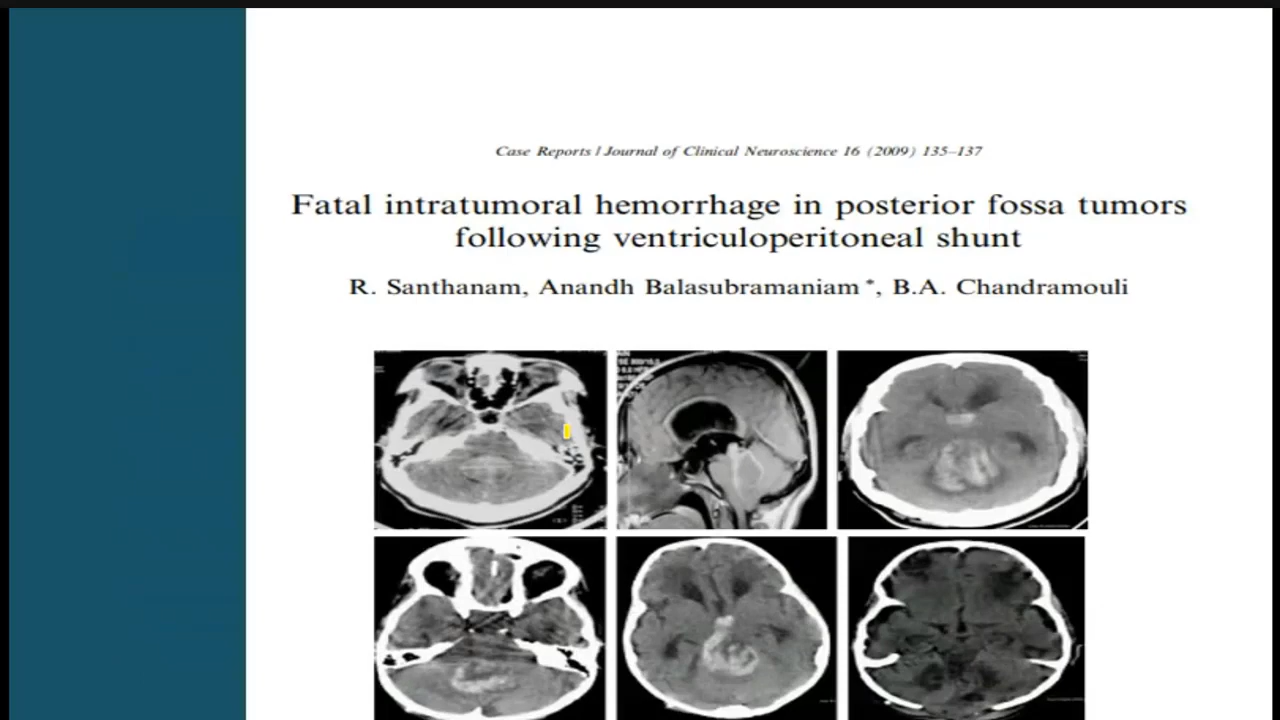 Case Reports / Journal of Clinical Neuroscience 16 (2009) 135–137
Fatal intratumoral hemorrhage in posterior fossa tumors
following ventriculoperitoneal shunt
R. Santhanam, Anandh Balasubramaniam *, B.A. Chandramouli